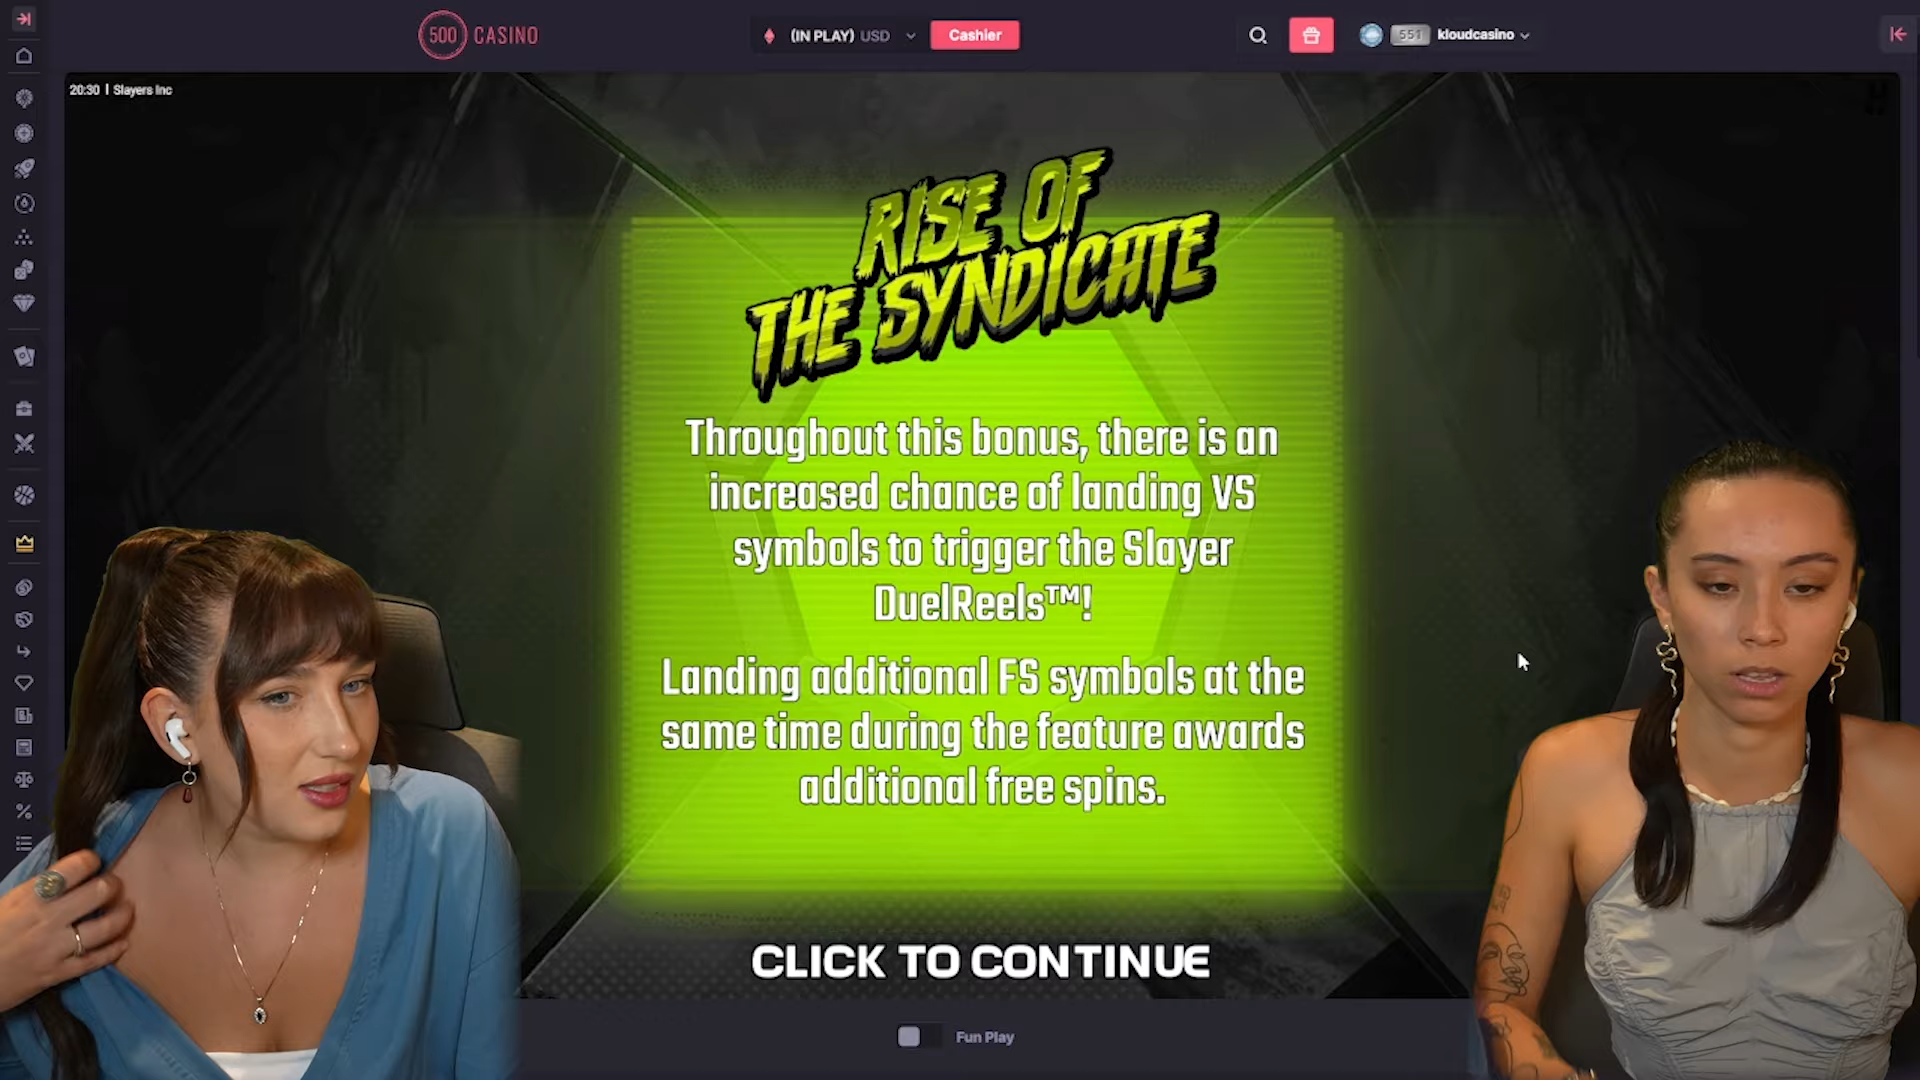 500 CASINO
(IN PLAY) USD
Cashier
551
kloudcasino
20:30 | Slayers Inc
RISE OF
THE SYNDICATE
Throughout this bonus, there is an
increased chance of landing VS
symbols to trigger the Slayer
DuelReels™!
Landing additional FS symbols at the
same time during the feature awards
additional free spins.
CLICK TO CONTINUE
Fun Play